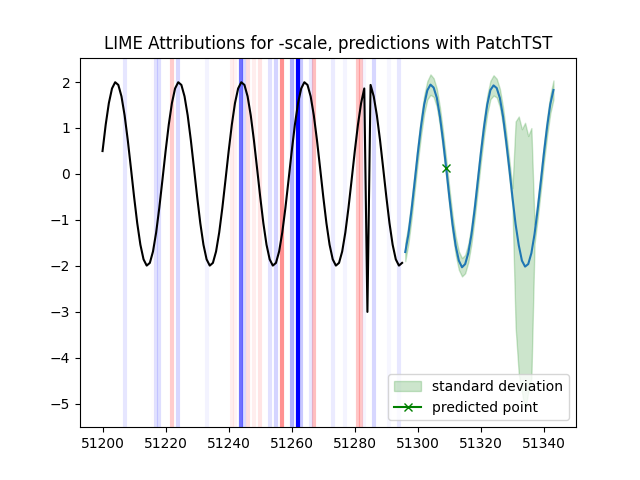 LIME Attributions for -scale, predictions with PatchTST
2
1
0
−1
−2
−3
−4
−5
standard deviation
predicted point
51200 51220 51240 51260 51280 51300 51320 51340